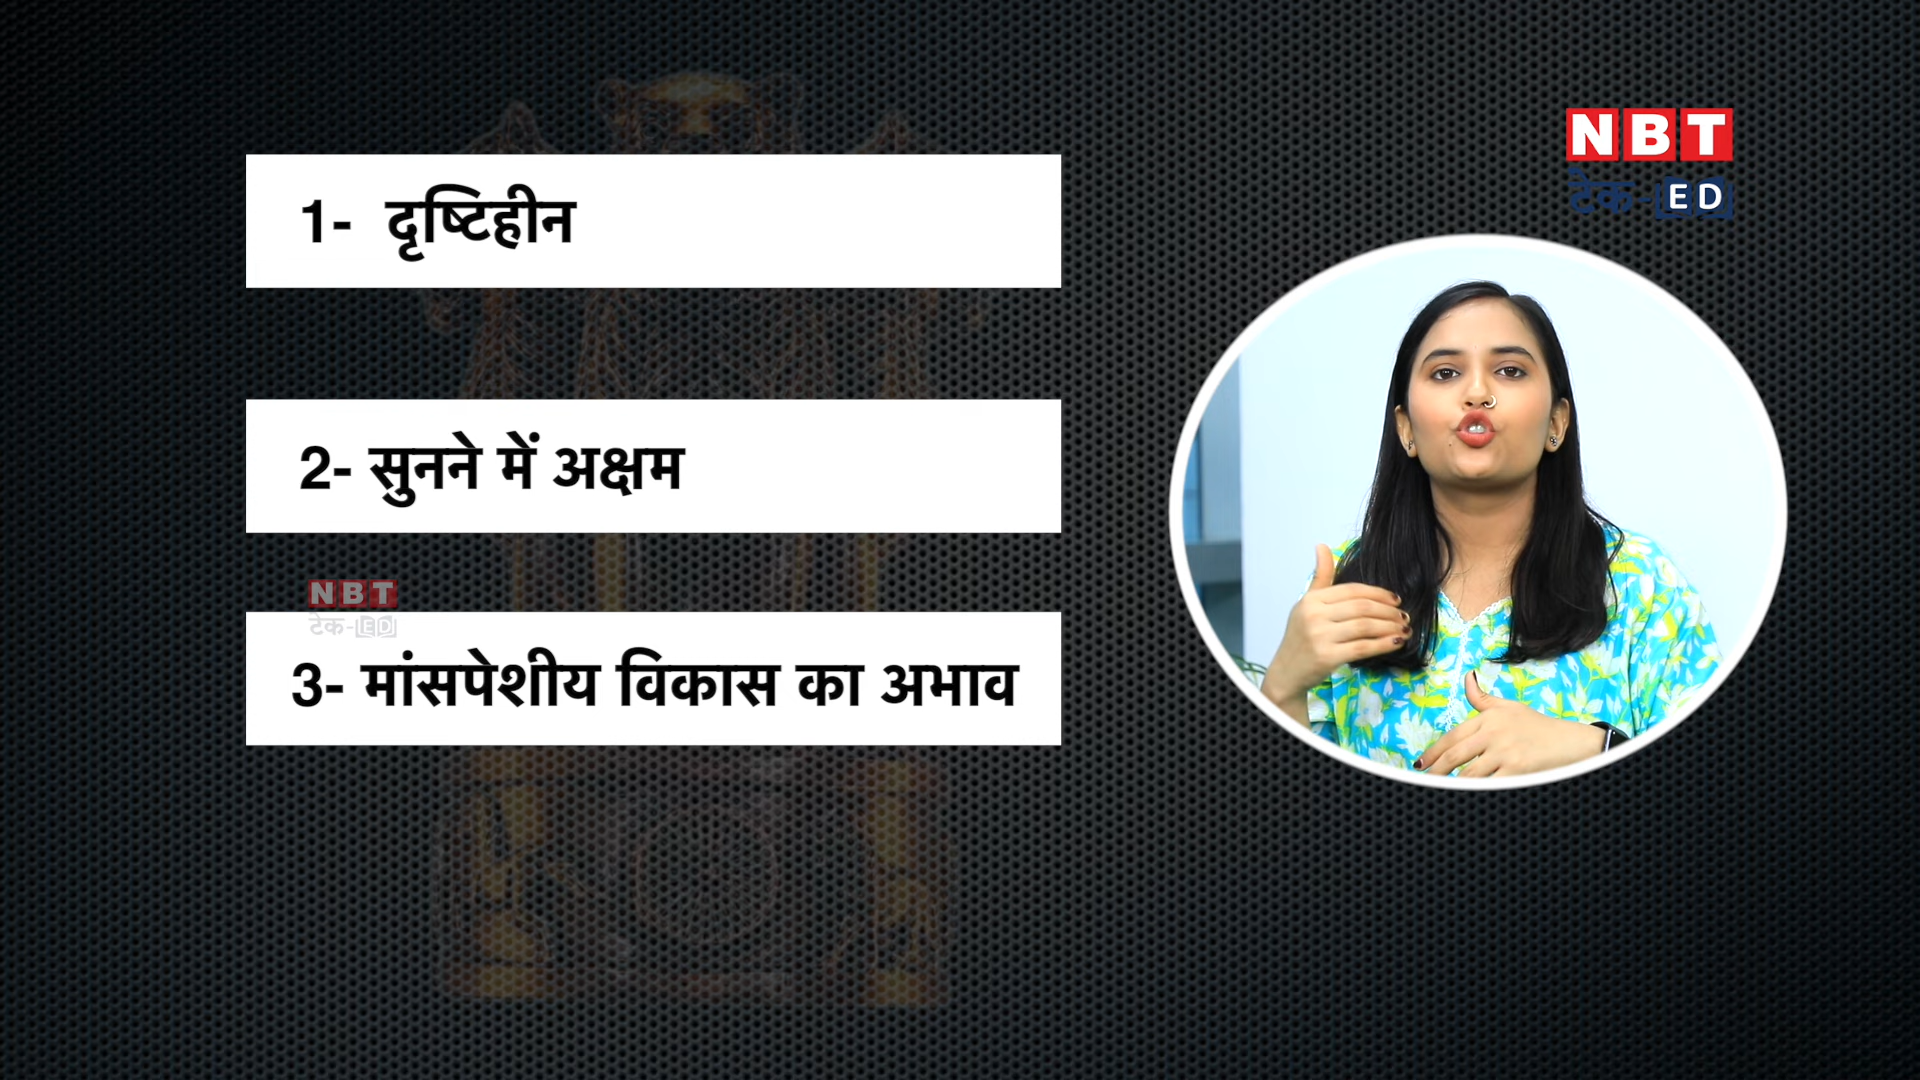 NBT
टेक-ED
1- दृष्टिहीन
2- सुनने में अक्षम
NBT
टेक-ED
3- मांसपेशीय विकास का अभाव